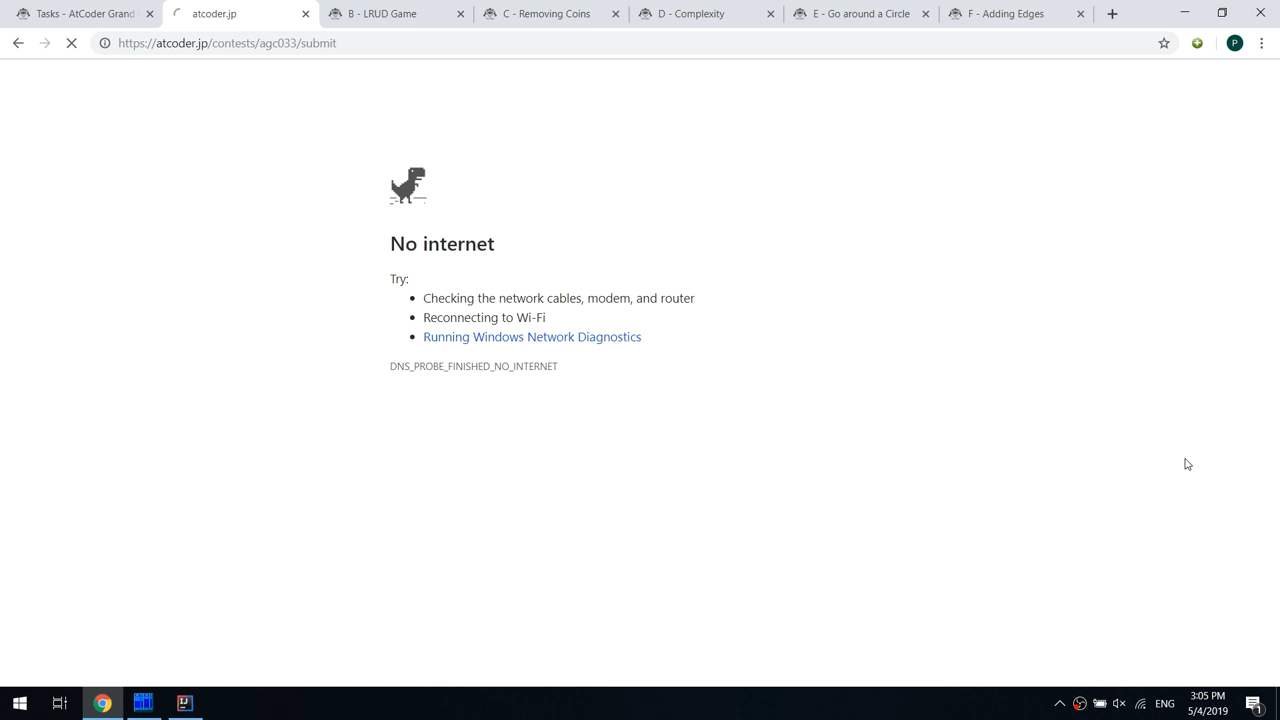 Tasks - AtCoder Grand
atcoder.jp
B - LRUD Game
C - Removing Coins
D - Complexity
E - Go around a Circle
F - Adding Edges
https://atcoder.jp/contests/agc033/submit
P
No internet
Try:
Checking the network cables, modem, and router
Reconnecting to Wi-Fi
Running Windows Network Diagnostics
DNS_PROBE_FINISHED_NO_INTERNET
ENG
3:05 PM
5/4/2019
1